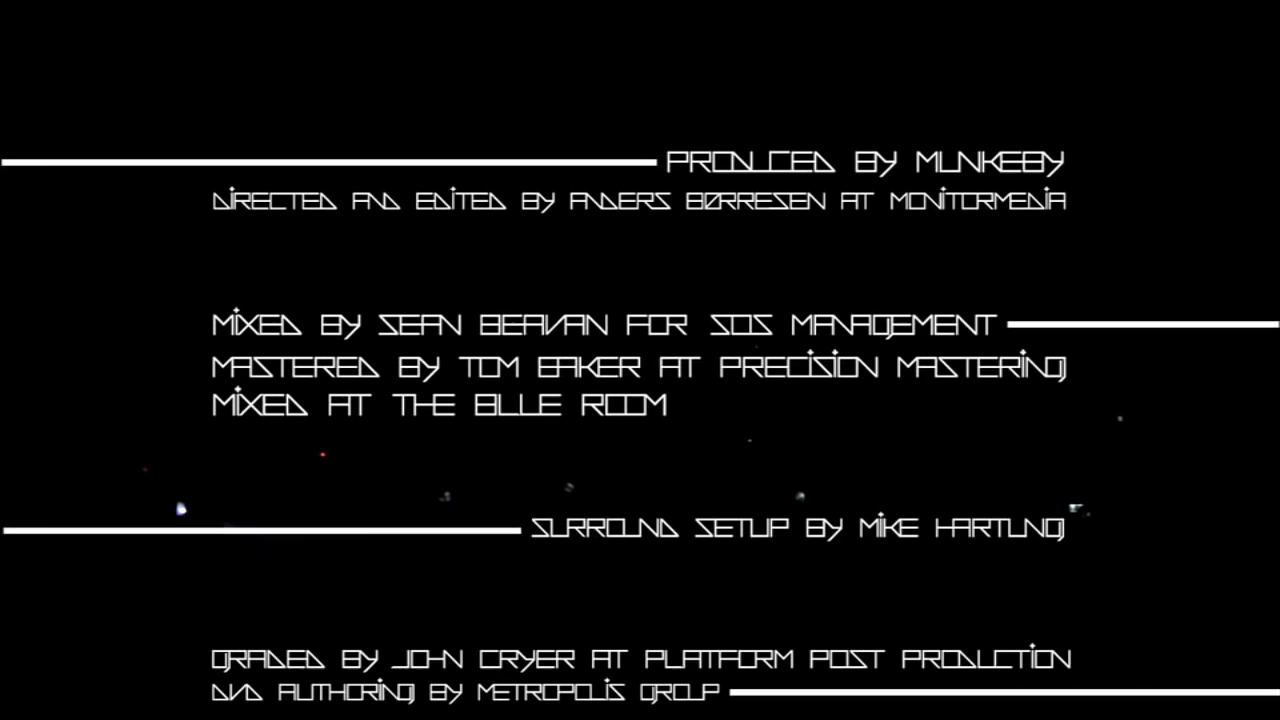 PRODUCED BY MUNKEBY
DIRECTED AND EDITED BY ANDERS BØRRESEN AT MONITORMEDIA
MIXED BY SEAN BEAVAN FOR SOS MANAGEMENT
MASTERED BY TOM BAKER AT PRECISION MASTERING
MIXED AT THE BLUE ROOM
SURROUND SETUP BY MIKE HARTUNG
GRADED BY JOHN CRYER AT PLATFORM POST PRODUCTION
DVD AUTHORING BY METROPOLIS GROUP